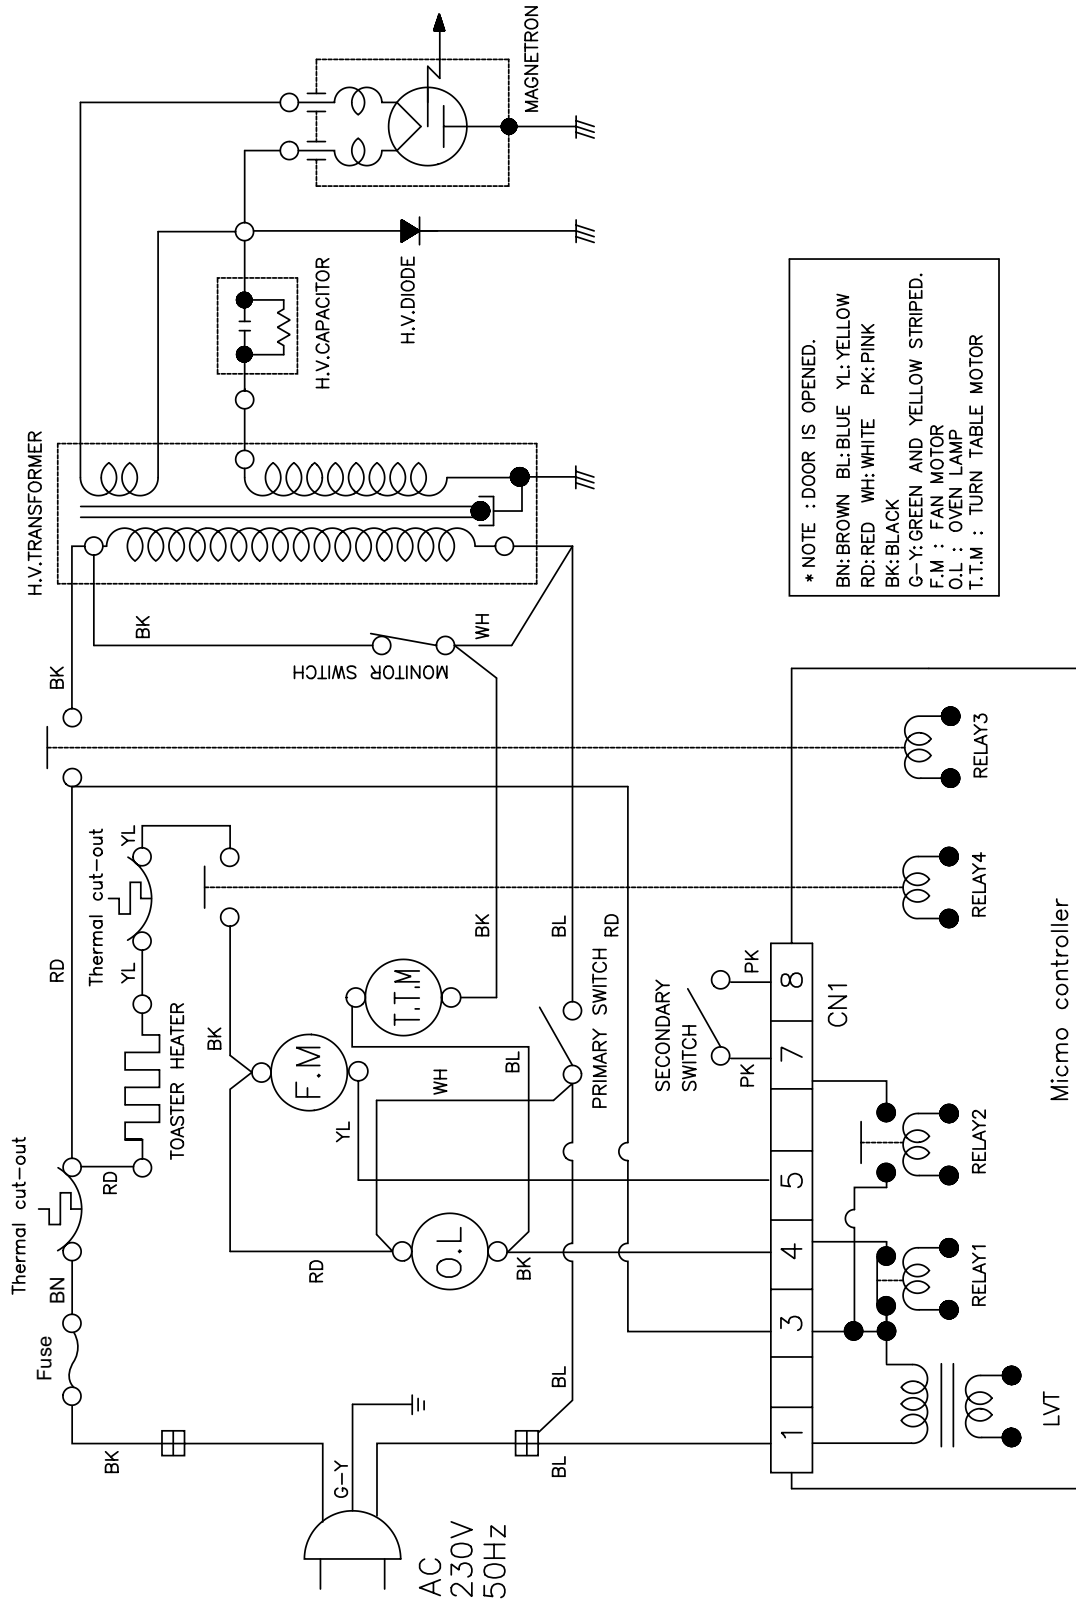 H.V.TRANSFORMER
MAGNETRON
H.V.CAPACITOR
H.V.DIODE
BK
BK
WH
MONITOR SWITCH
Thermal cut-out
YL
YL
RD
Thermal cut-out
TOASTER HEATER
RD
BN
Fuse
BK
BK
F.M
T.T.M
O.L
YL
WH
BL
BK
RD
BK
BL
RD
PRIMARY SWITCH
SECONDARY
SWITCH
PK
PK
BL
BL
G-Y
AC
230V
50Hz
1
3
4
5
7
8
CN1
RELAY1
RELAY2
RELAY4
RELAY3
LVT
Micmo controller
* NOTE : DOOR IS OPENED.
BN:BROWN BL:BLUE YL:YELLOW
RD:RED WH:WHITE PK:PINK
BK:BLACK
G-Y:GREEN AND YELLOW STRIPED.
F.M : FAN MOTOR
O.L : OVEN LAMP
T.T.M : TURN TABLE MOTOR